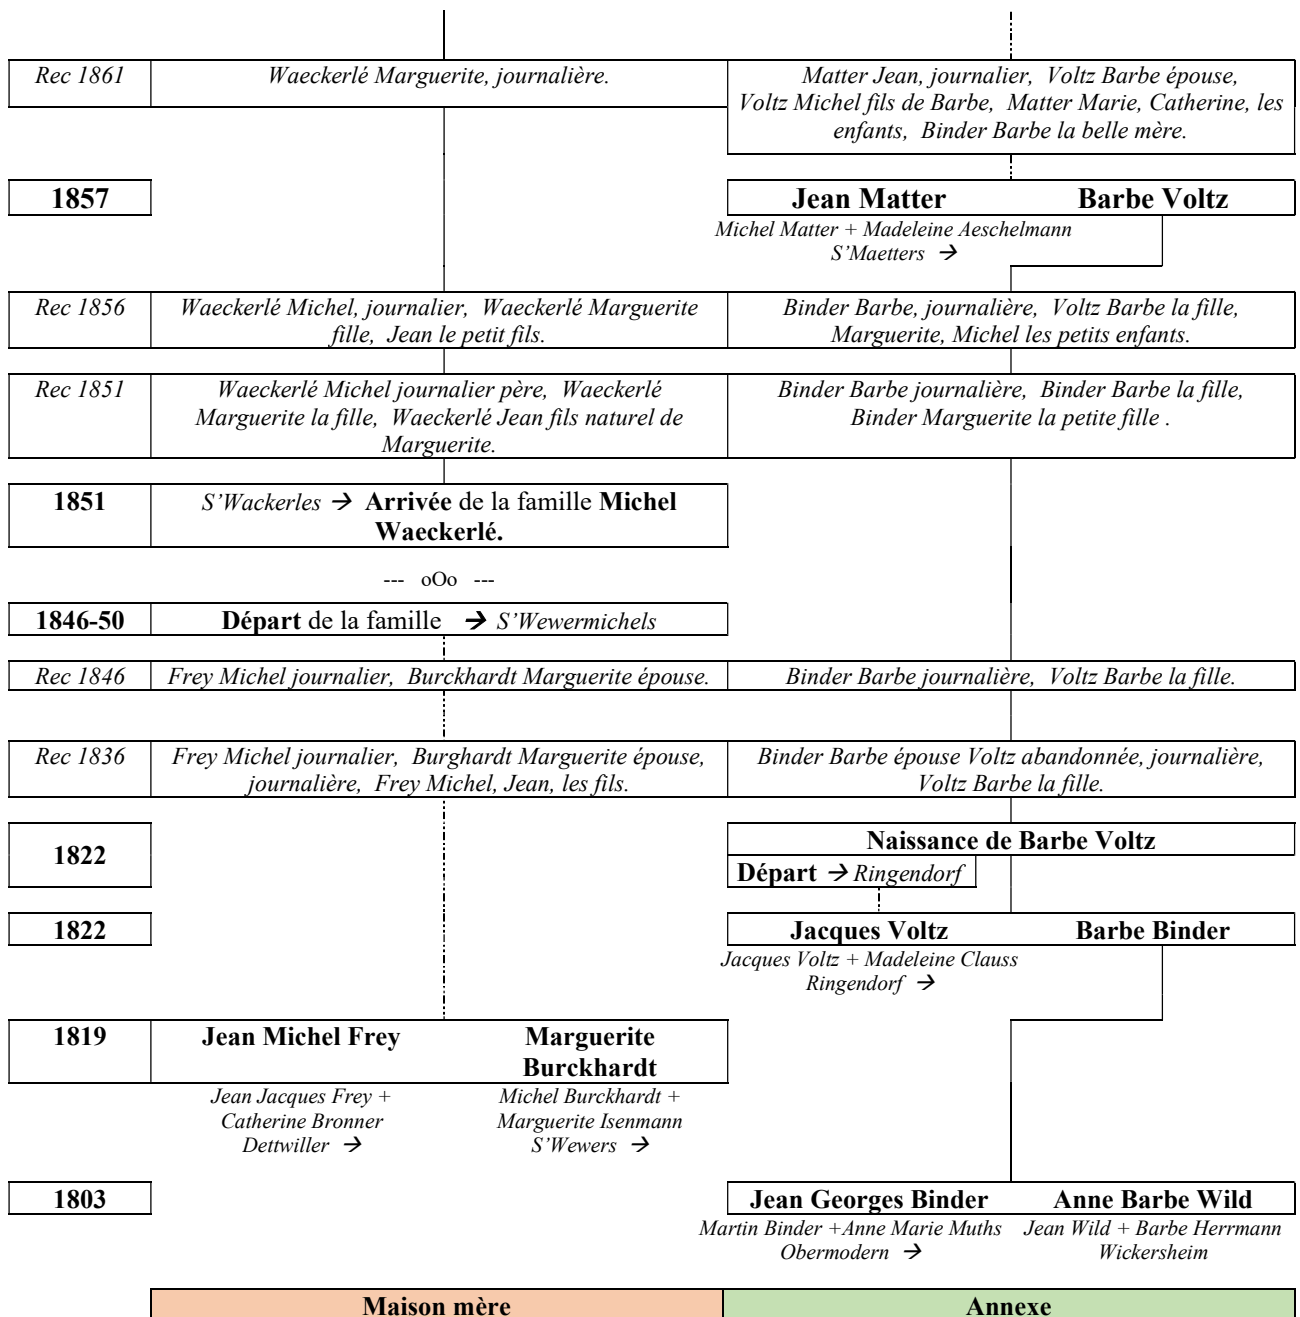 Rec 1861
Waeckerlé Marguerite, journalière.
Matter Jean, journalier, Voltz Barbe épouse,
Voltz Michel fils de Barbe, Matter Marie, Catherine, les
enfants, Binder Barbe la belle mère.
1857
Jean Matter Barbe Voltz
Michel Matter + Madeleine Aeschelmann
S'Maetters →
Rec 1856
Waeckerlé Michel, journalier, Waeckerlé Marguerite
fille, Jean le petit fils.
Binder Barbe, journalière, Voltz Barbe la fille,
Marguerite, Michel les petits enfants.
Rec 1851
Waeckerlé Michel journalier père, Waeckerlé
Marguerite la fille, Waeckerlé Jean fils naturel de
Marguerite.
Binder Barbe journalière, Binder Barbe la fille,
Binder Marguerite la petite fille .
1851
S'Wackerles → Arrivée de la famille Michel
Waeckerlé.
--- oOo ---
1846-50
Départ de la famille → S'Wewermichels
Rec 1846
Frey Michel journalier, Burckhardt Marguerite épouse.
Binder Barbe journalière, Voltz Barbe la fille.
Rec 1836
Frey Michel journalier, Burghardt Marguerite épouse,
journalière, Frey Michel, Jean, les fils.
Binder Barbe épouse Voltz abandonnée, journalière,
Voltz Barbe la fille.
1822
Naissance de Barbe Voltz
Départ → Ringendorf
1822
Jacques Voltz Barbe Binder
Jacques Voltz + Madeleine Clauss
Ringendorf →
1819
Jean Michel Frey
Marguerite
Burckhardt
Jean Jacques Frey +
Catherine Bronner
Dettwiller →
Michel Burckhardt +
Marguerite Isenmann
S'Wewers →
1803
Jean Georges Binder Anne Barbe Wild
Martin Binder +Anne Marie Muths
Obermodern →
Jean Wild + Barbe Herrmann
Wickersheim
Maison mère
Annexe